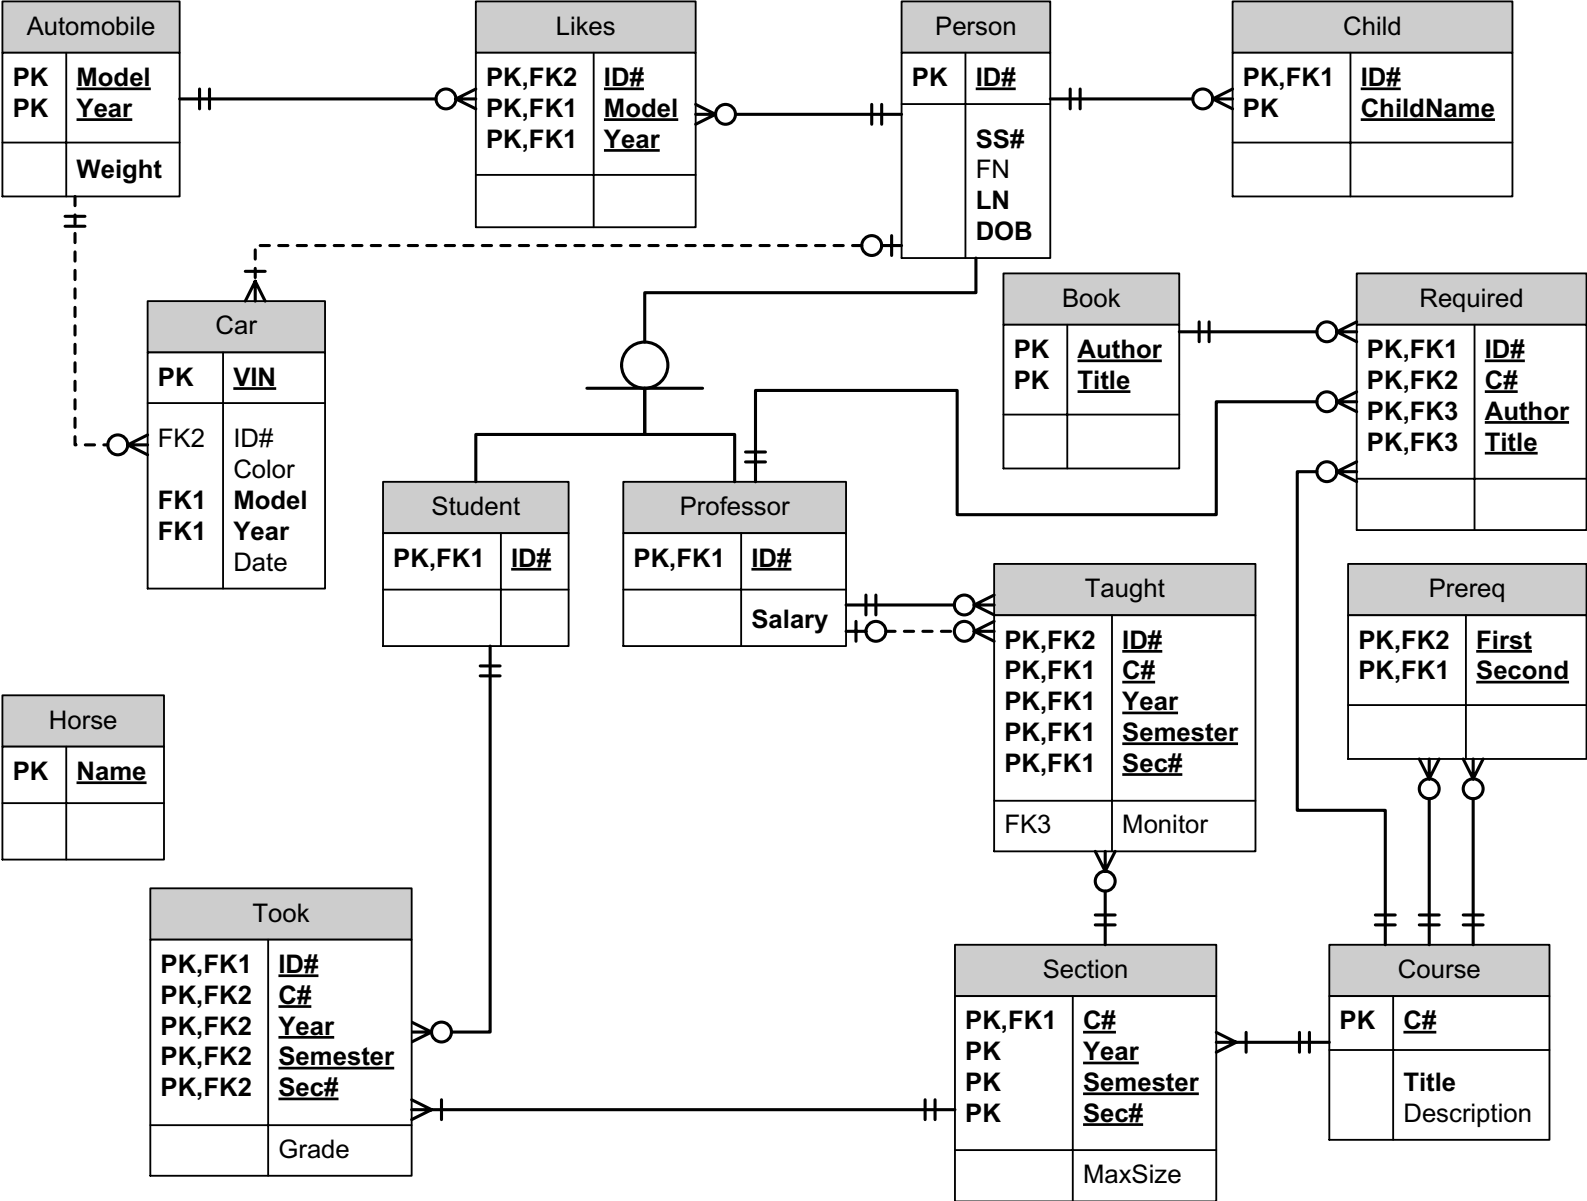 Automobile
PK Model
PK Year
Weight
Likes
PK,FK2 ID#
PK,FK1 Model
PK,FK1 Year
Person
PK ID#
SS#
FN
LN
DOB
Child
PK,FK1 ID#
PK ChildName
Car
PK VIN
FK2 ID#
Color
FK1 Model
FK1 Year
Date
Book
PK Author
PK Title
Required
PK,FK1 ID#
PK,FK2 C#
PK,FK3 Author
PK,FK3 Title
Student
PK,FK1 ID#
Professor
PK,FK1 ID#
Salary
Taught
PK,FK2 ID#
PK,FK1 C#
PK,FK1 Year
PK,FK1 Semester
PK,FK1 Sec#
FK3 Monitor
Prereq
PK,FK2 First
PK,FK1 Second
Horse
PK Name
Took
PK,FK1 ID#
PK,FK2 C#
PK,FK2 Year
PK,FK2 Semester
PK,FK2 Sec#
Grade
Section
PK,FK1 C#
PK Year
PK Semester
PK Sec#
MaxSize
Course
PK C#
Title
Description